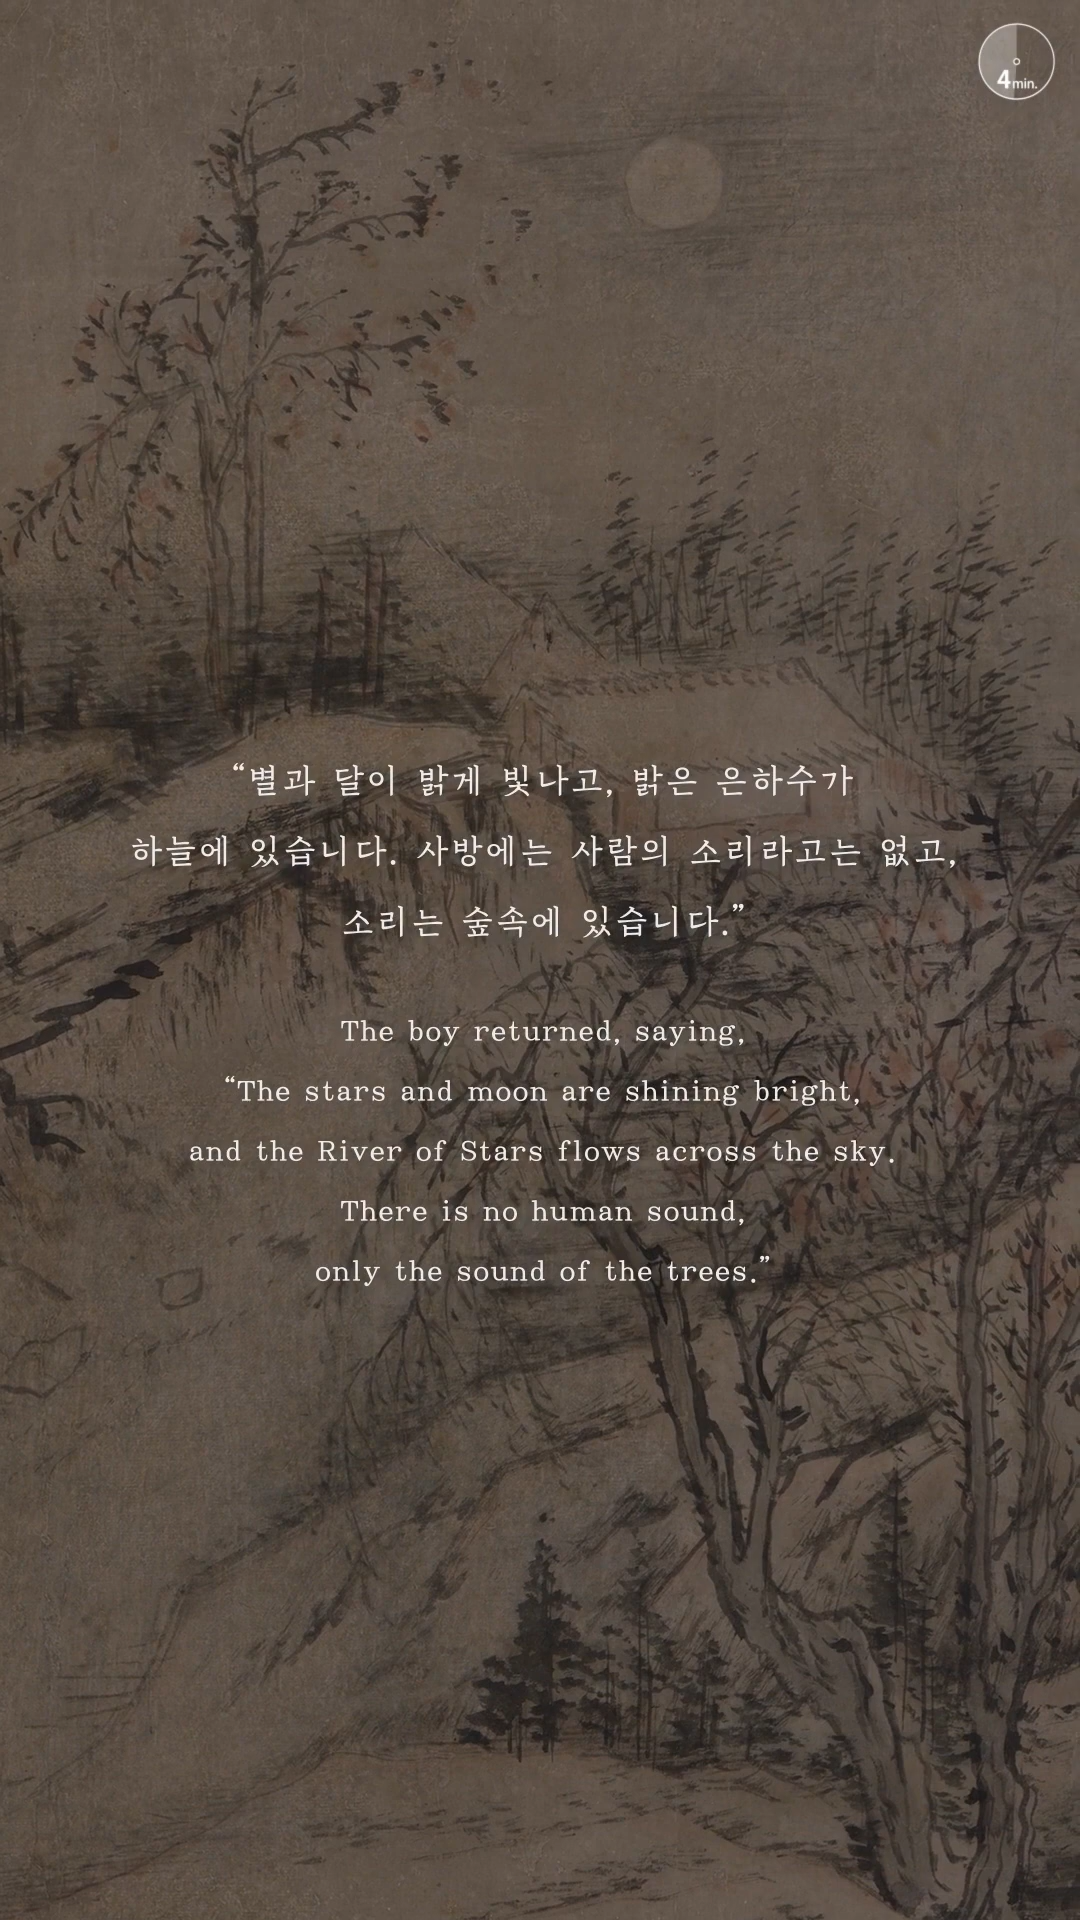 4min.
“별과 달이 밝게 빛나고, 밝은 은하수가
하늘에 있습니다. 사방에는 사람의 소리라고는 없고,
소리는 숲속에 있습니다.”
The boy returned, saying,
“The stars and moon are shining bright,
and the River of Stars flows across the sky.
There is no human sound,
only the sound of the trees.”